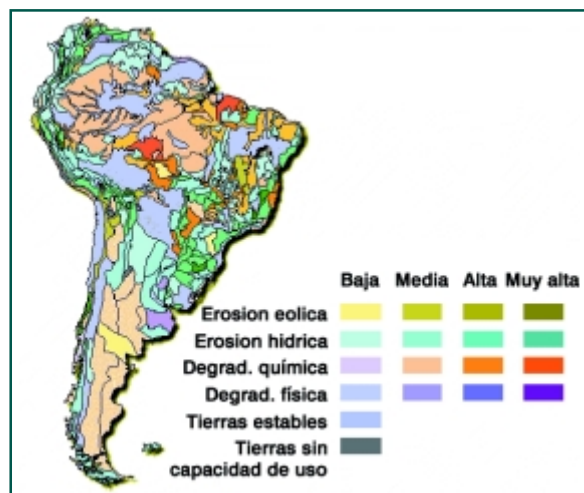 Baja Media Alta Muy alta
Erosion eolica
Erosion hidrica
Degrad. química
Degrad. física
Tierras estables
Tierras sin
capacidad de uso